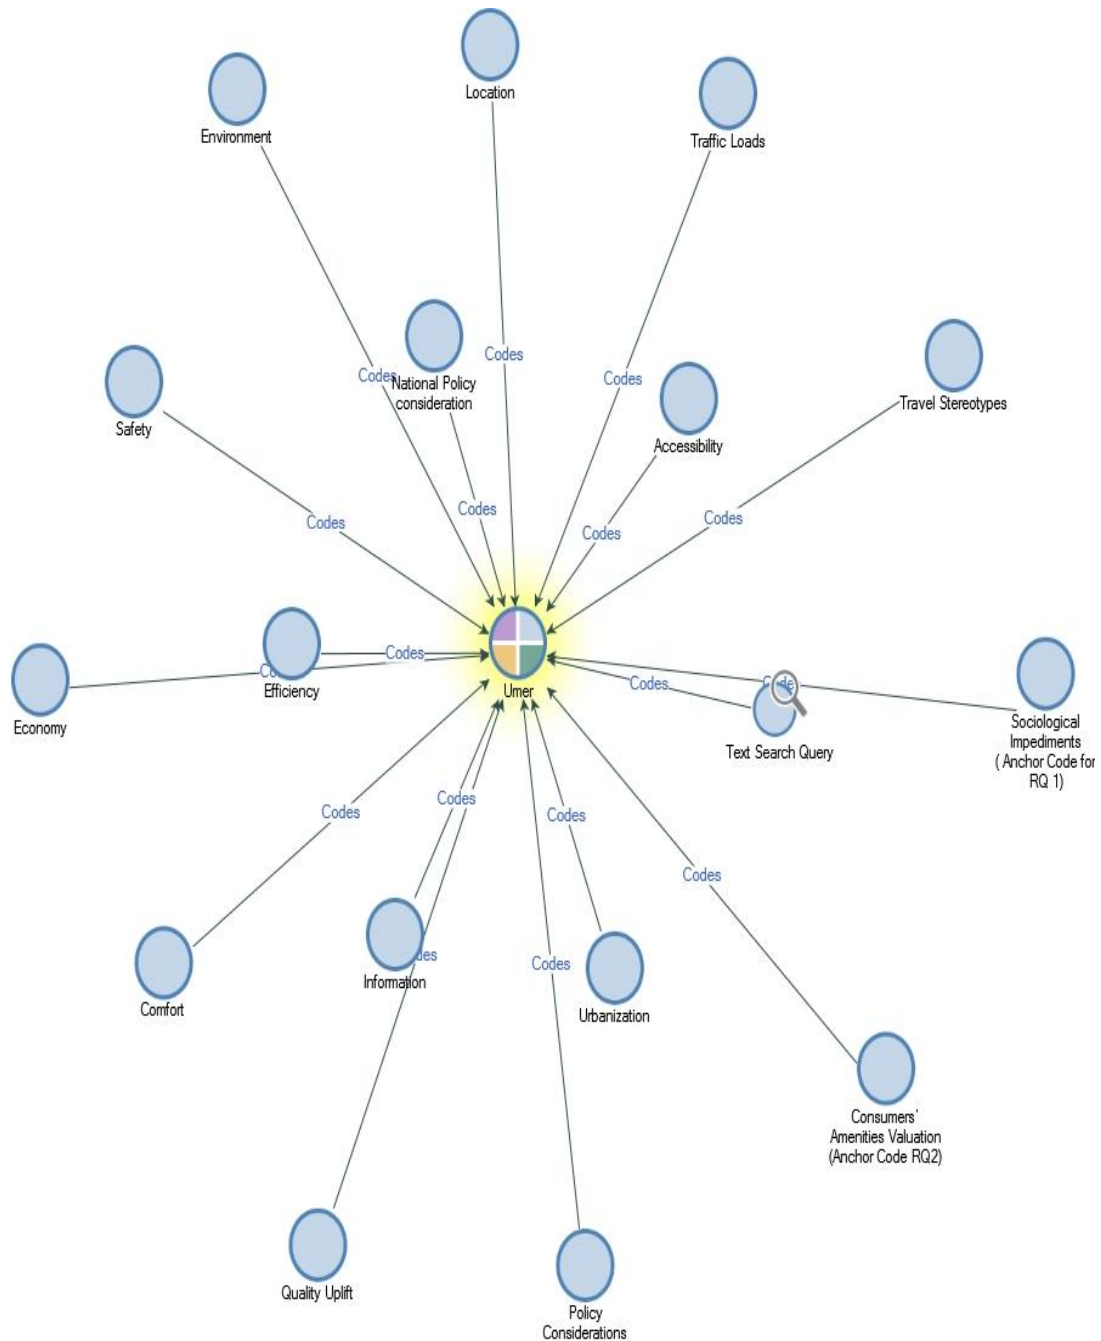 Location
Environment
Traffic Loads
Codes
National Policy
consideration
Codes
Codes
Travel Stereotypes
Safety
Accessibility
Codes
Codes
Codes
Codes
Codes
Efficiency
Economy
Umer
Codes
Text Search Query
Sociological
Impediments
( Anchor Code for
RQ 1)
Codes
Codes
Codes
Codes
Information
Codes
Comfort
Urbanization
Consumers'
Amenities Valuation
(Anchor Code RQ2)
Quality Uplift
Policy
Considerations